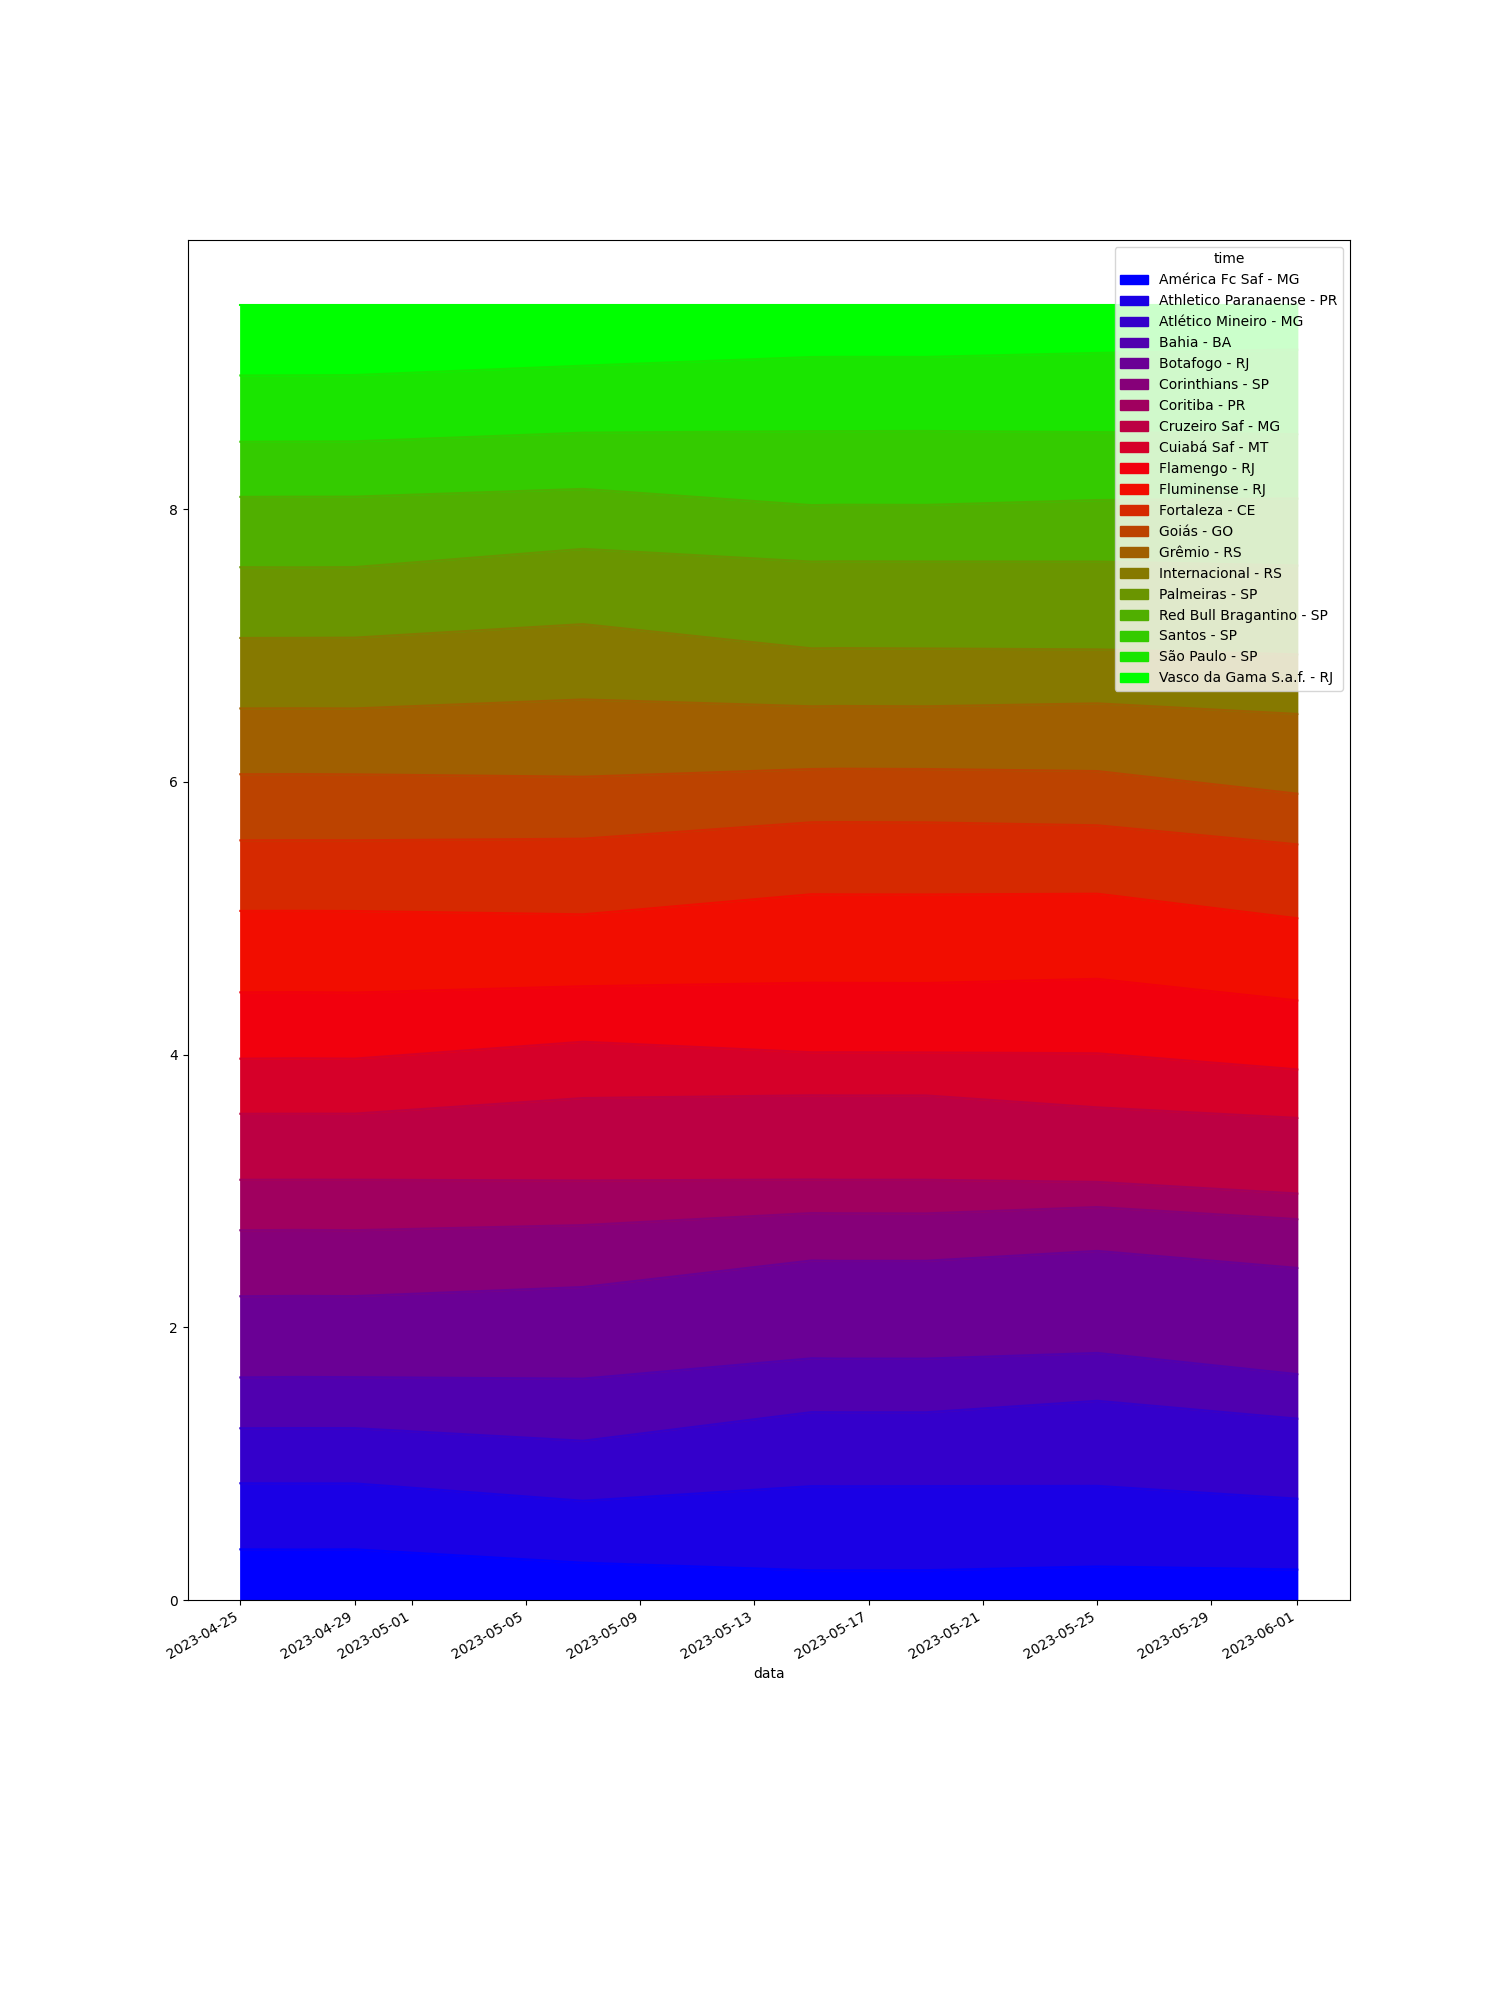 time
América Fc Saf - MG
Athletico Paranaense - PR
Atlético Mineiro - MG
Bahia - BA
Botafogo - RJ
Corinthians - SP
Coritiba - PR
Cruzeiro Saf - MG
Cuiabá Saf - MT
Flamengo - RJ
Fluminense - RJ
Fortaleza - CE
Goiás - GO
Grêmio - RS
Internacional - RS
Palmeiras - SP
Red Bull Bragantino - SP
Santos - SP
São Paulo - SP
Vasco da Gama S.a.f. - RJ
8
6
4
2
0
2023-04-25
2023-04-29
2023-05-01
2023-05-05
2023-05-09
2023-05-13
2023-05-17
2023-05-21
2023-05-25
2023-05-29
2023-06-01
data